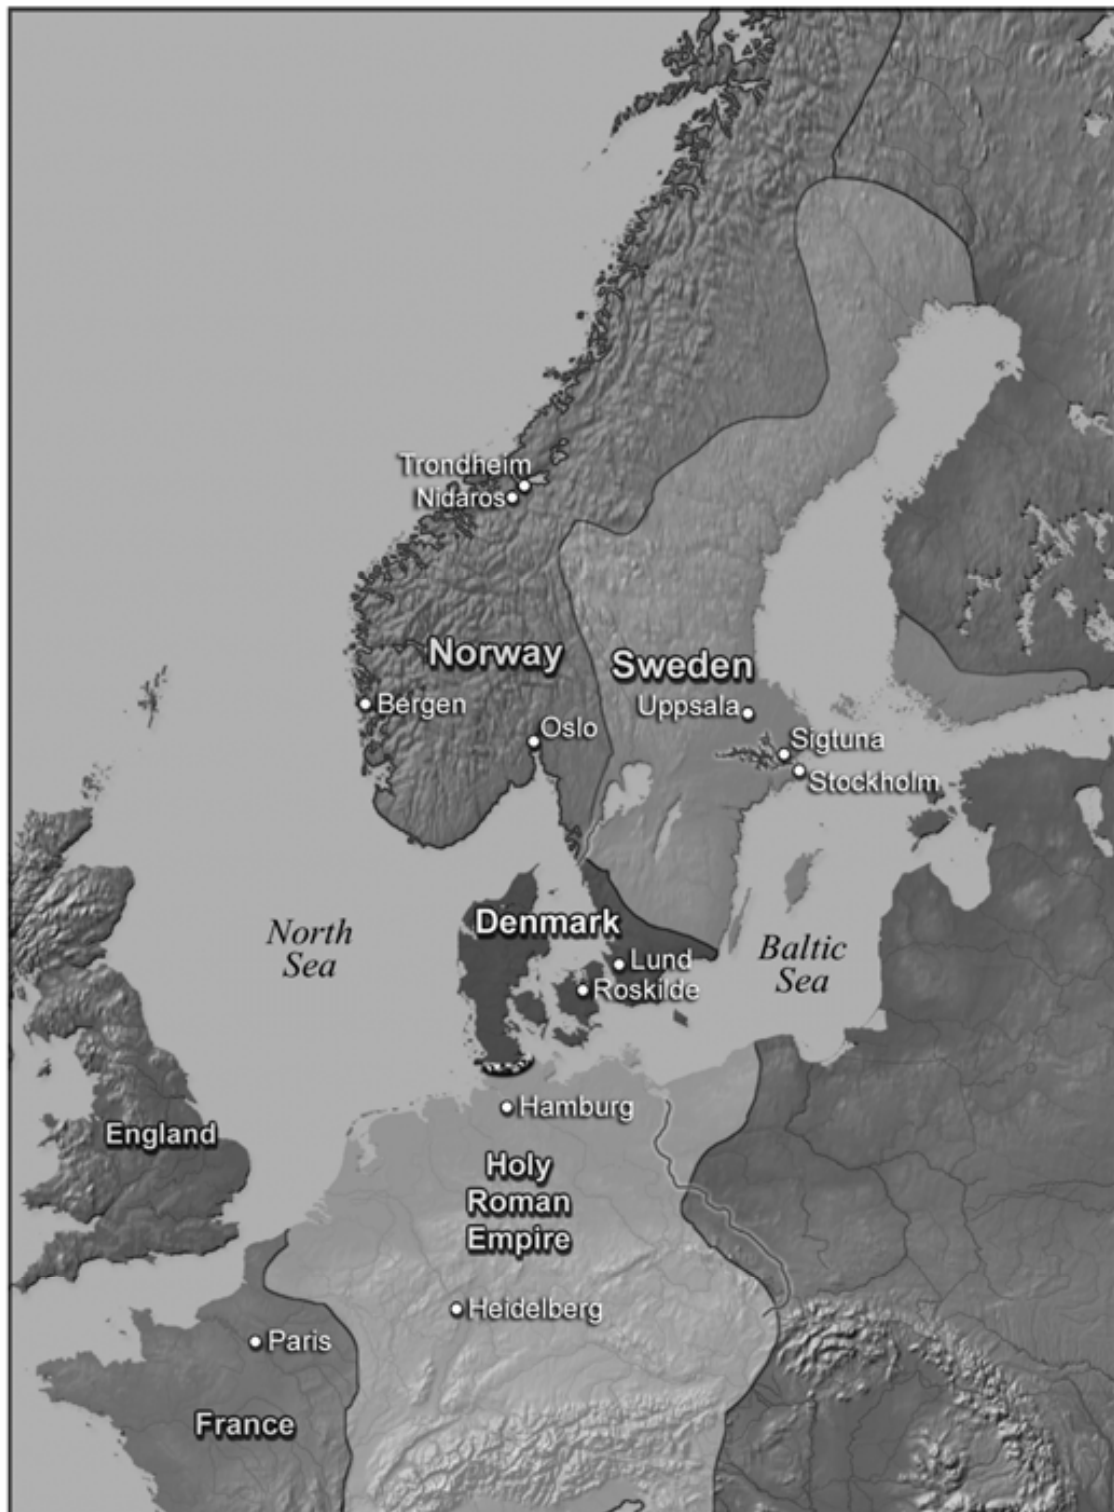 Trondheim
Nidaros
Norway
Sweden
Bergen
Uppsala
Oslo
Sigtuna
Stockholm
Denmark
North
Sea
Baltic
Sea
Lund
Roskilde
Hamburg
England
Holy
Roman
Empire
Heidelberg
Paris
France